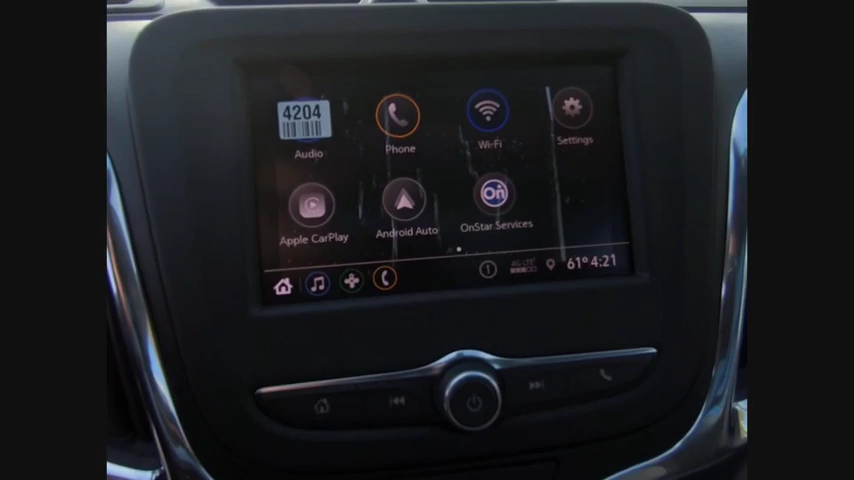 4204
Audio
Phone
Wi-Fi
Settings
Apple CarPlay
Android Auto
On
OnStar Services
1
4G LTE
61° 4:21